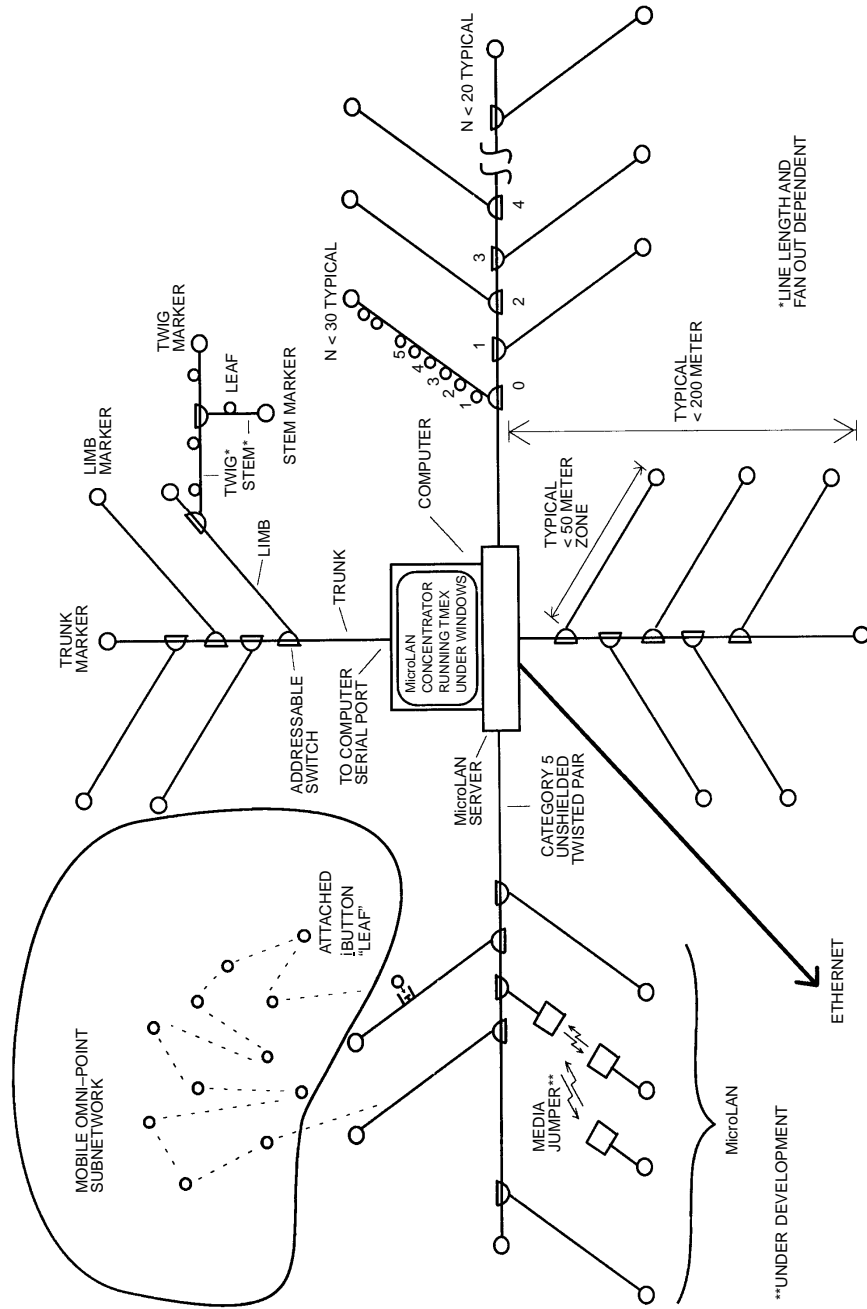 MOBILE OMNI–POINT
SUBNETWORK
ATTACHED
iBUTTON
“LEAF”
TRUNK
MARKER
LIMB
MARKER
TWIG
MARKER
LEAF
TWIG*
STEM*
STEM MARKER
LIMB
ADDRESSABLE
SWITCH
TRUNK
TO COMPUTER
SERIAL PORT
COMPUTER
MicroLAN
CONCENTRATOR
RUNNING TMEX
UNDER WINDOWS
MicroLAN
SERVER
N < 30 TYPICAL
1
2
3
4
5
N < 20 TYPICAL
0
1
2
3
4
CATEGORY 5
UNSHIELDED
TWISTED PAIR
MEDIA
JUMPER**
MicroLAN
ETHERNET
TYPICAL
< 50 METER
ZONE
TYPICAL
< 200 METER
*LINE LENGTH AND
FAN OUT DEPENDENT
**UNDER DEVELOPMENT